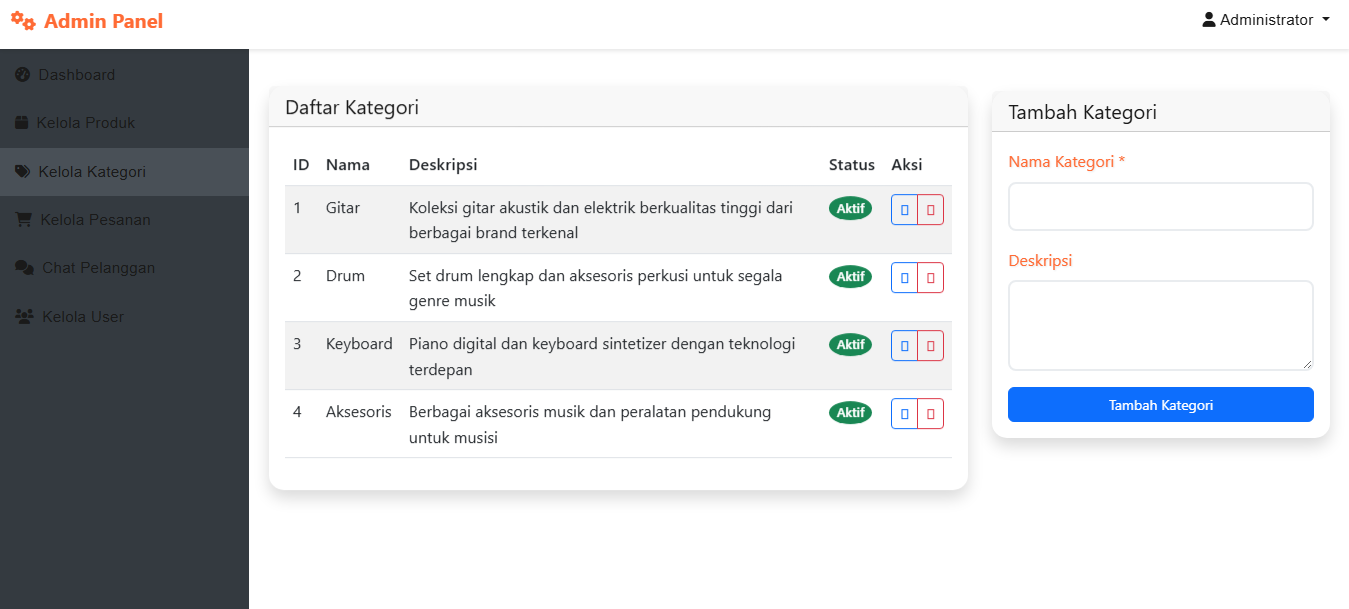 Admin Panel
Administrator
Dashboard
Kelola Produk
Kelola Kategori
Kelola Pesanan
Chat Pelanggan
Kelola User
Daftar Kategori
ID Nama Deskripsi Status Aksi
1 Gitar Koleksi gitar akustik dan elektrik berkualitas tinggi dari
berbagai brand terkenal
Aktif
2 Drum Set drum lengkap dan aksesoris perkusi untuk segala
genre musik
Aktif
3 Keyboard Piano digital dan keyboard sintetizer dengan teknologi
terdepan
Aktif
4 Aksesoris Berbagai aksesoris musik dan peralatan pendukung
untuk musisi
Aktif
Tambah Kategori
Nama Kategori *
Deskripsi
Tambah Kategori